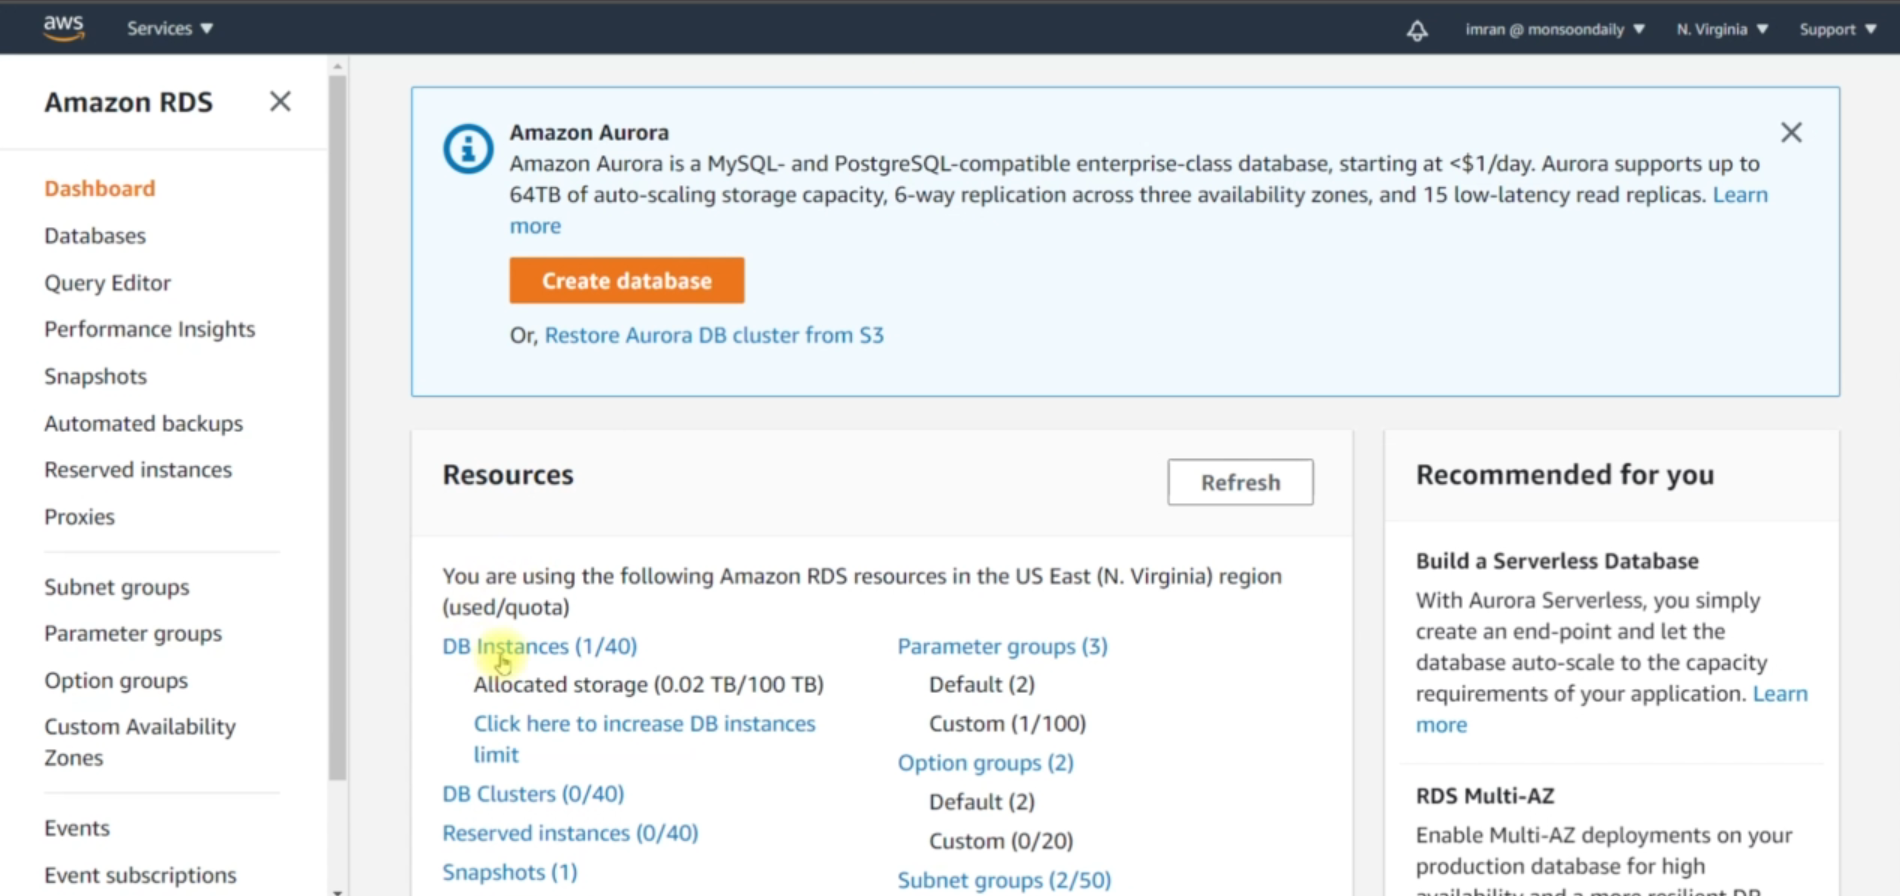 aws
Services
imran @ monsoondaily
N. Virginia
Support
Amazon RDS
Dashboard
Databases
Query Editor
Performance Insights
Snapshots
Automated backups
Reserved instances
Proxies
Subnet groups
Parameter groups
Option groups
Custom Availability
Zones
Events
Event subscriptions
Amazon Aurora
Amazon Aurora is a MySQL- and PostgreSQL-compatible enterprise-class database, starting at <$1/day. Aurora supports up to
64TB of auto-scaling storage capacity, 6-way replication across three availability zones, and 15 low-latency read replicas. Learn
more
Create database
Or, Restore Aurora DB cluster from S3
Resources
Refresh
You are using the following Amazon RDS resources in the US East (N. Virginia) region
(used/quota)
DB Instances (1/40)
Allocated storage (0.02 TB/100 TB)
Click here to increase DB instances
limit
DB Clusters (0/40)
Reserved instances (0/40)
Snapshots (1)
Parameter groups (3)
Default (2)
Custom (1/100)
Option groups (2)
Default (2)
Custom (0/20)
Subnet groups (2/50)
Recommended for you
Build a Serverless Database
With Aurora Serverless, you simply
create an end-point and let the
database auto-scale to the capacity
requirements of your application. Learn
more
RDS Multi-AZ
Enable Multi-AZ deployments on your
production database for high
availability and a more resilient DB